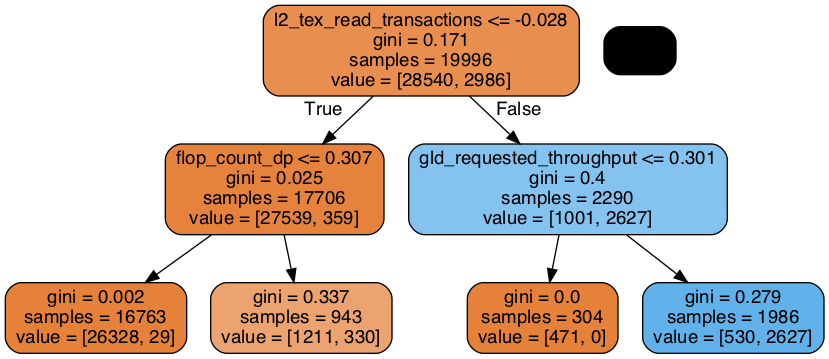 l2_tex_read_transactions <= -0.028
gini = 0.171
samples = 19996
value = [28540, 2986]
True
False
flop_count_dp <= 0.307
gini = 0.025
samples = 17706
value = [27539, 359]
gld_requested_throughput <= 0.301
gini = 0.4
samples = 2290
value = [1001, 2627]
gini = 0.002
samples = 16763
value = [26328, 29]
gini = 0.337
samples = 943
value = [1211, 330]
gini = 0.0
samples = 304
value = [471, 0]
gini = 0.279
samples = 1986
value = [530, 2627]